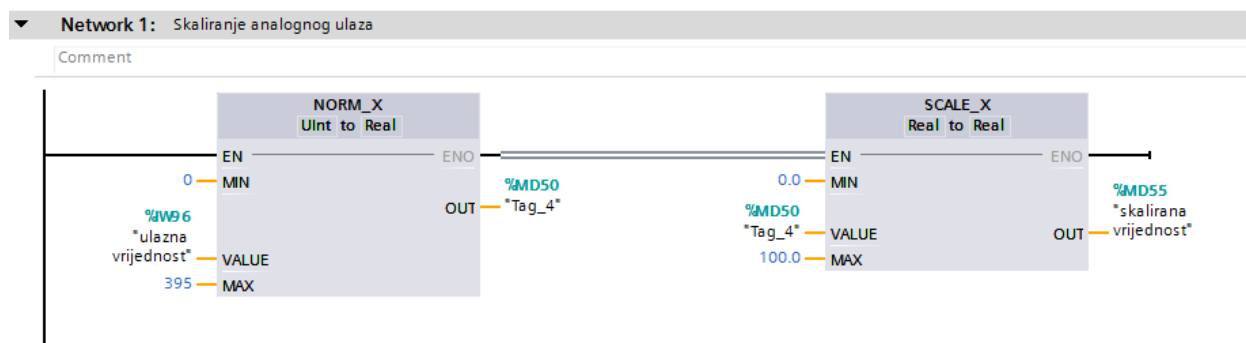 Network 1: Skaliranje analognog ulaza
Comment
NORM_X
UInt to Real
EN
ENO
0
MIN
%MD50
OUT
"Tag_4"
%IW96
"ulazna
vrijednost"
VALUE
395
MAX
SCALE_X
Real to Real
EN
ENO
0.0
MIN
%MD55
"skalirana
OUT
vrijednost"
%MD50
"Tag_4"
VALUE
100.0
MAX